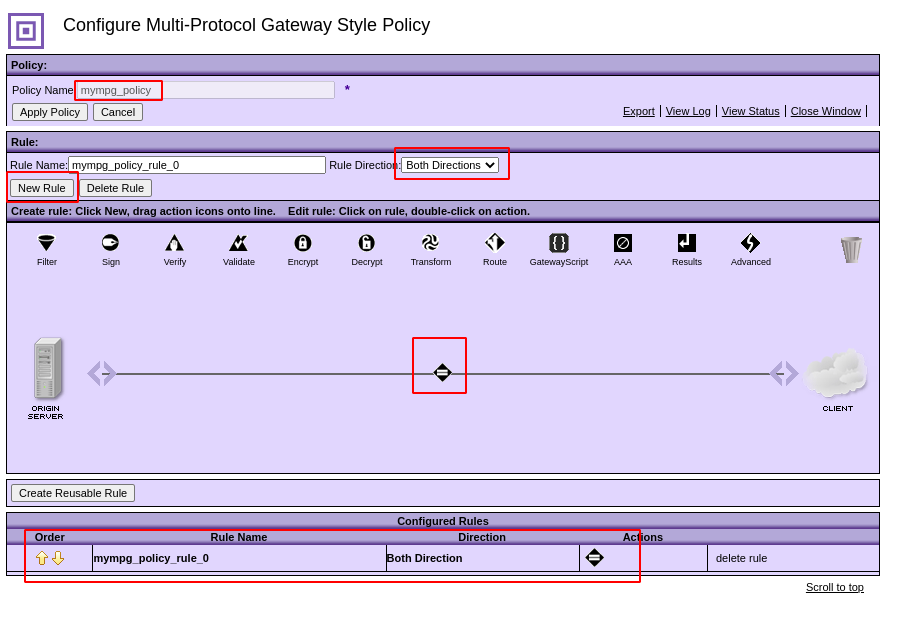 Configure Multi-Protocol Gateway Style Policy
Policy:
Policy Name mympg_policy *
Apply Policy Cancel Export | View Log | View Status | Close Window |
Rule:
Rule Name: mympg_policy_rule_0 Rule Direction: Both Directions
New Rule Delete Rule
Create rule: Click New, drag action icons onto line. Edit rule: Click on rule, double-click on action.
Filter Sign Verify Validate Encrypt Decrypt Transform Route GatewayScript AAA Results Advanced
ORIGIN
SERVER
CLIENT
Create Reusable Rule
Configured Rules
Order Rule Name Direction Actions
mympg_policy_rule_0 Both Direction delete rule
Scroll to top